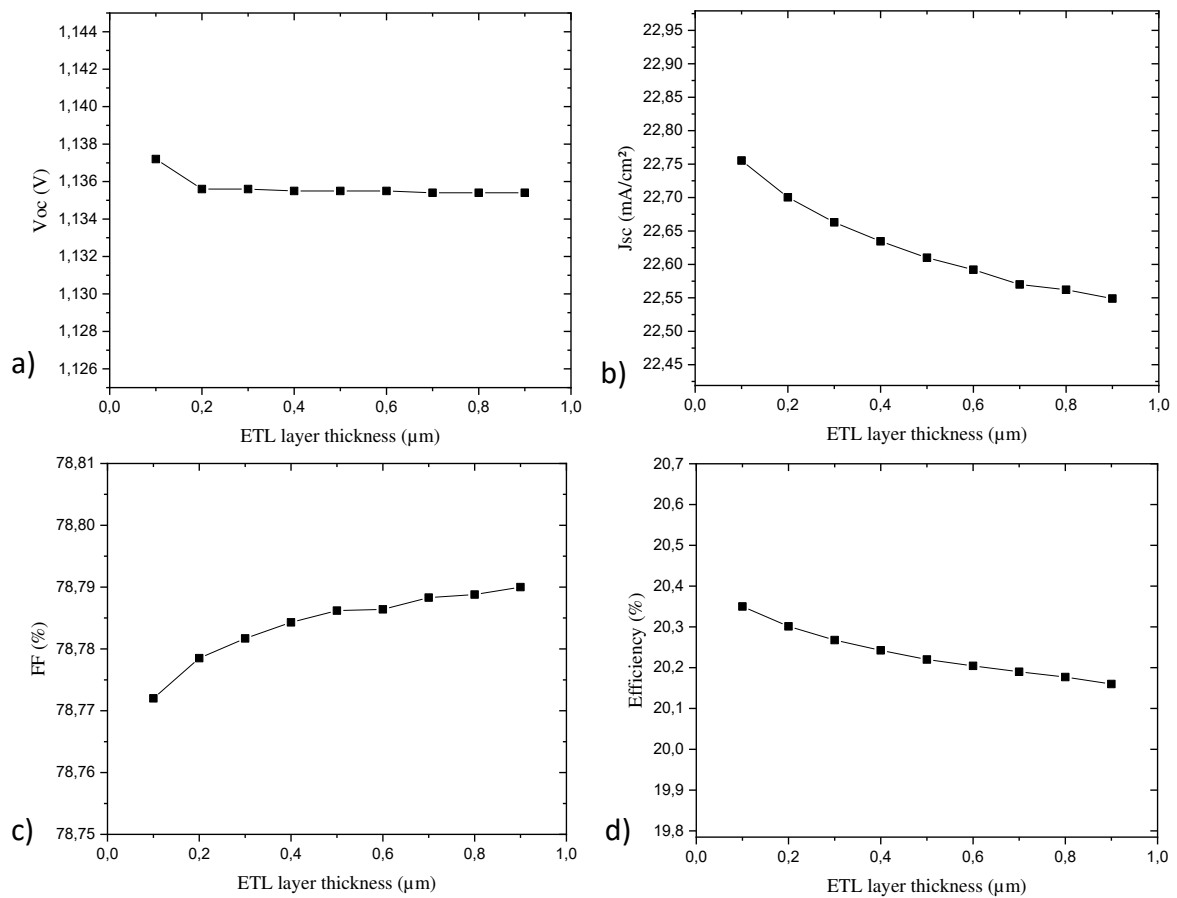 1,144
1,142
1,140
1,138
1,136
1,134
1,132
1,130
1,128
1,126
Voc (V)
a)
0,0 0,2 0,4 0,6 0,8 1,0
ETL layer thickness (µm)
22,95
22,90
22,85
22,80
22,75
22,70
22,65
22,60
22,55
22,50
22,45
Jsc (mA/cm²)
b)
0,0 0,2 0,4 0,6 0,8 1,0
ETL layer thickness (µm)
78,81
78,80
78,79
78,78
78,77
78,76
78,75
FF (%)
c)
0,0 0,2 0,4 0,6 0,8 1,0
ETL layer thickness (µm)
20,7
20,6
20,5
20,4
20,3
20,2
20,1
20,0
19,9
19,8
Efficiency (%)
d)
0,0 0,2 0,4 0,6 0,8 1,0
ETL layer thickness (µm)